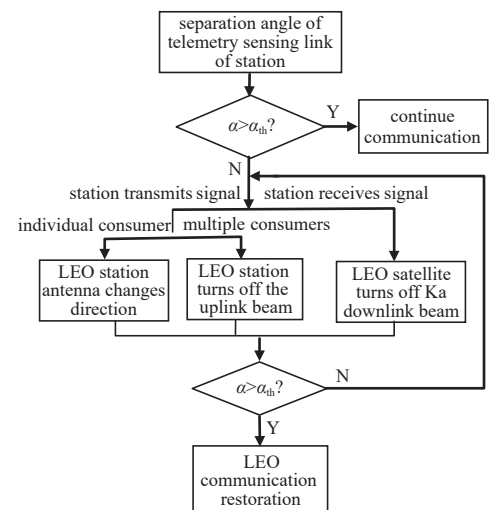 separation angle of
telemetry sensing link
of station
α>αth?
Y
continue
communication
N
station transmits signal
station receives signal
individual consumer
multiple consumers
LEO station
antenna changes
direction
LEO station
turns off the
uplink beam
LEO satellite
turns off Ka
downlink beam
α>αth?
N
Y
LEO
communication
restoration